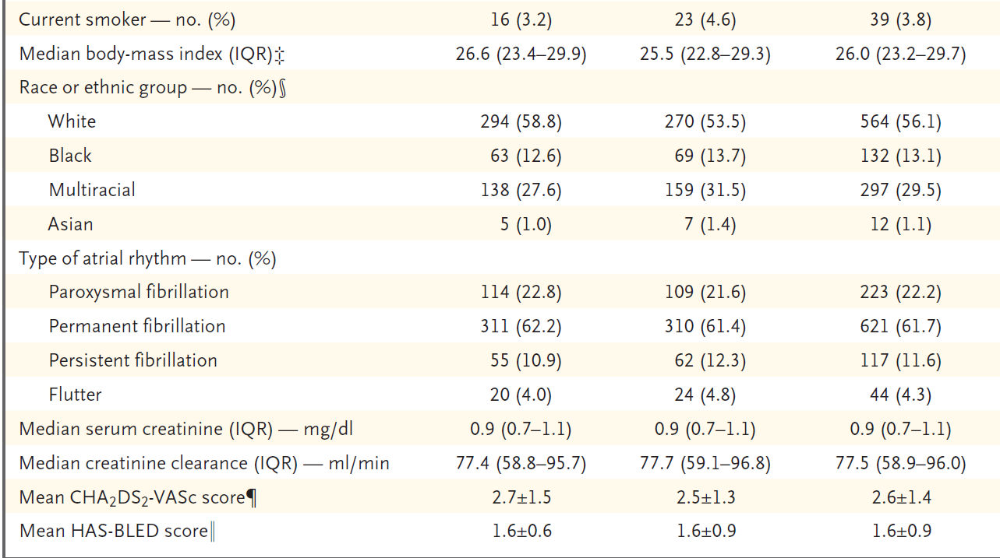 Current smoker — no. (%) 16 (3.2) 23 (4.6) 39 (3.8)
Median body-mass index (IQR)‡ 26.6 (23.4–29.9) 25.5 (22.8–29.3) 26.0 (23.2–29.7)
Race or ethnic group — no. (%)§
White 294 (58.8) 270 (53.5) 564 (56.1)
Black 63 (12.6) 69 (13.7) 132 (13.1)
Multiracial 138 (27.6) 159 (31.5) 297 (29.5)
Asian 5 (1.0) 7 (1.4) 12 (1.1)
Type of atrial rhythm — no. (%)
Paroxysmal fibrillation 114 (22.8) 109 (21.6) 223 (22.2)
Permanent fibrillation 311 (62.2) 310 (61.4) 621 (61.7)
Persistent fibrillation 55 (10.9) 62 (12.3) 117 (11.6)
Flutter 20 (4.0) 24 (4.8) 44 (4.3)
Median serum creatinine (IQR) — mg/dl 0.9 (0.7–1.1) 0.9 (0.7–1.1) 0.9 (0.7–1.1)
Median creatinine clearance (IQR) — ml/min 77.4 (58.8–95.7) 77.7 (59.1–96.8) 77.5 (58.9–96.0)
Mean CHA₂DS₂-VASc score¶ 2.7±1.5 2.5±1.3 2.6±1.4
Mean HAS-BLED score‖ 1.6±0.6 1.6±0.9 1.6±0.9